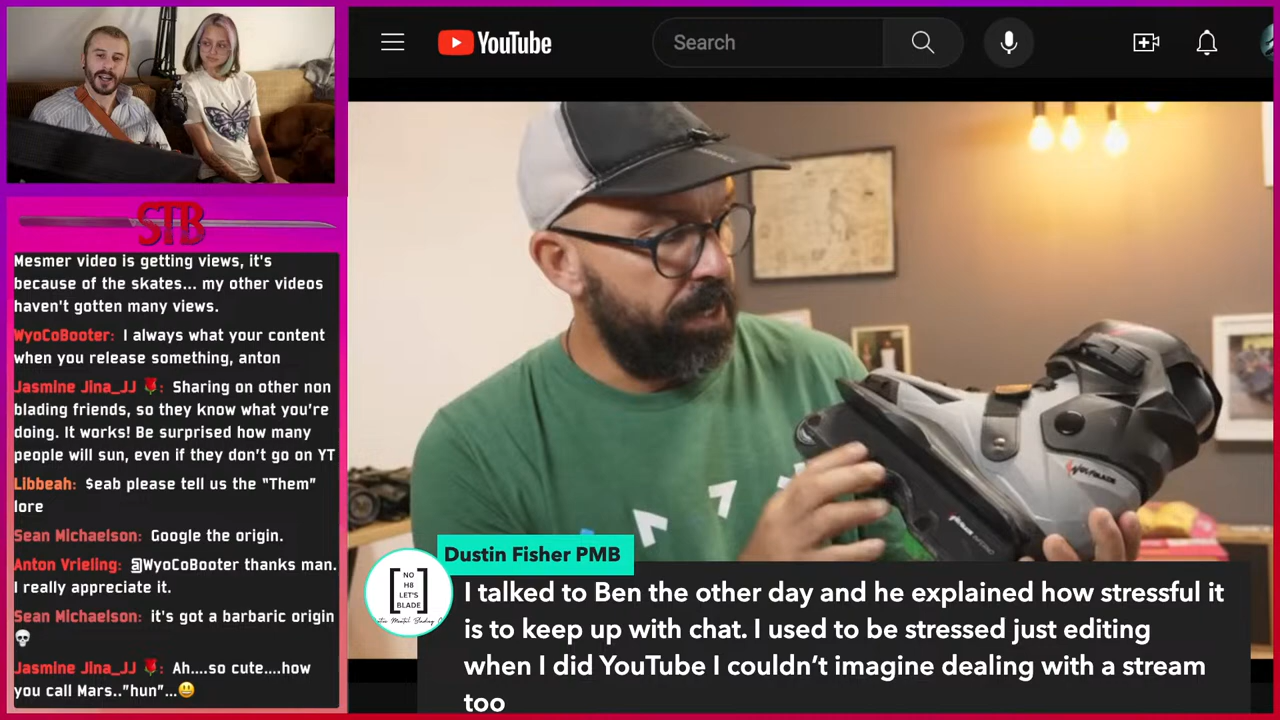 YouTube
Search
STB
Mesmer video is getting views, it's
because of the skates... my other videos
haven't gotten many views.
WyoCoBooter: I always what your content
when you release something, anton
Jasmine Jina_JJ 🌹: Sharing on other non
blading friends, so they know what you're
doing. It works! Be surprised how many
people will sun, even if they don't go on YT
Libbeah: $eab please tell us the "Them"
lore
Sean Michaelson: Google the origin.
Anton Vrieling: @WyoCoBooter thanks man.
I really appreciate it.
Sean Michaelson: it's got a barbaric origin
💀
Jasmine Jina_JJ 🌹: Ah....so cute....how
you call Mars.."hun"...😃
Dustin Fisher PMB
NO
H8
LET'S
BLADE
I talked to Ben the other day and he explained how stressful it
is to keep up with chat. I used to be stressed just editing
when I did YouTube I couldn't imagine dealing with a stream
too